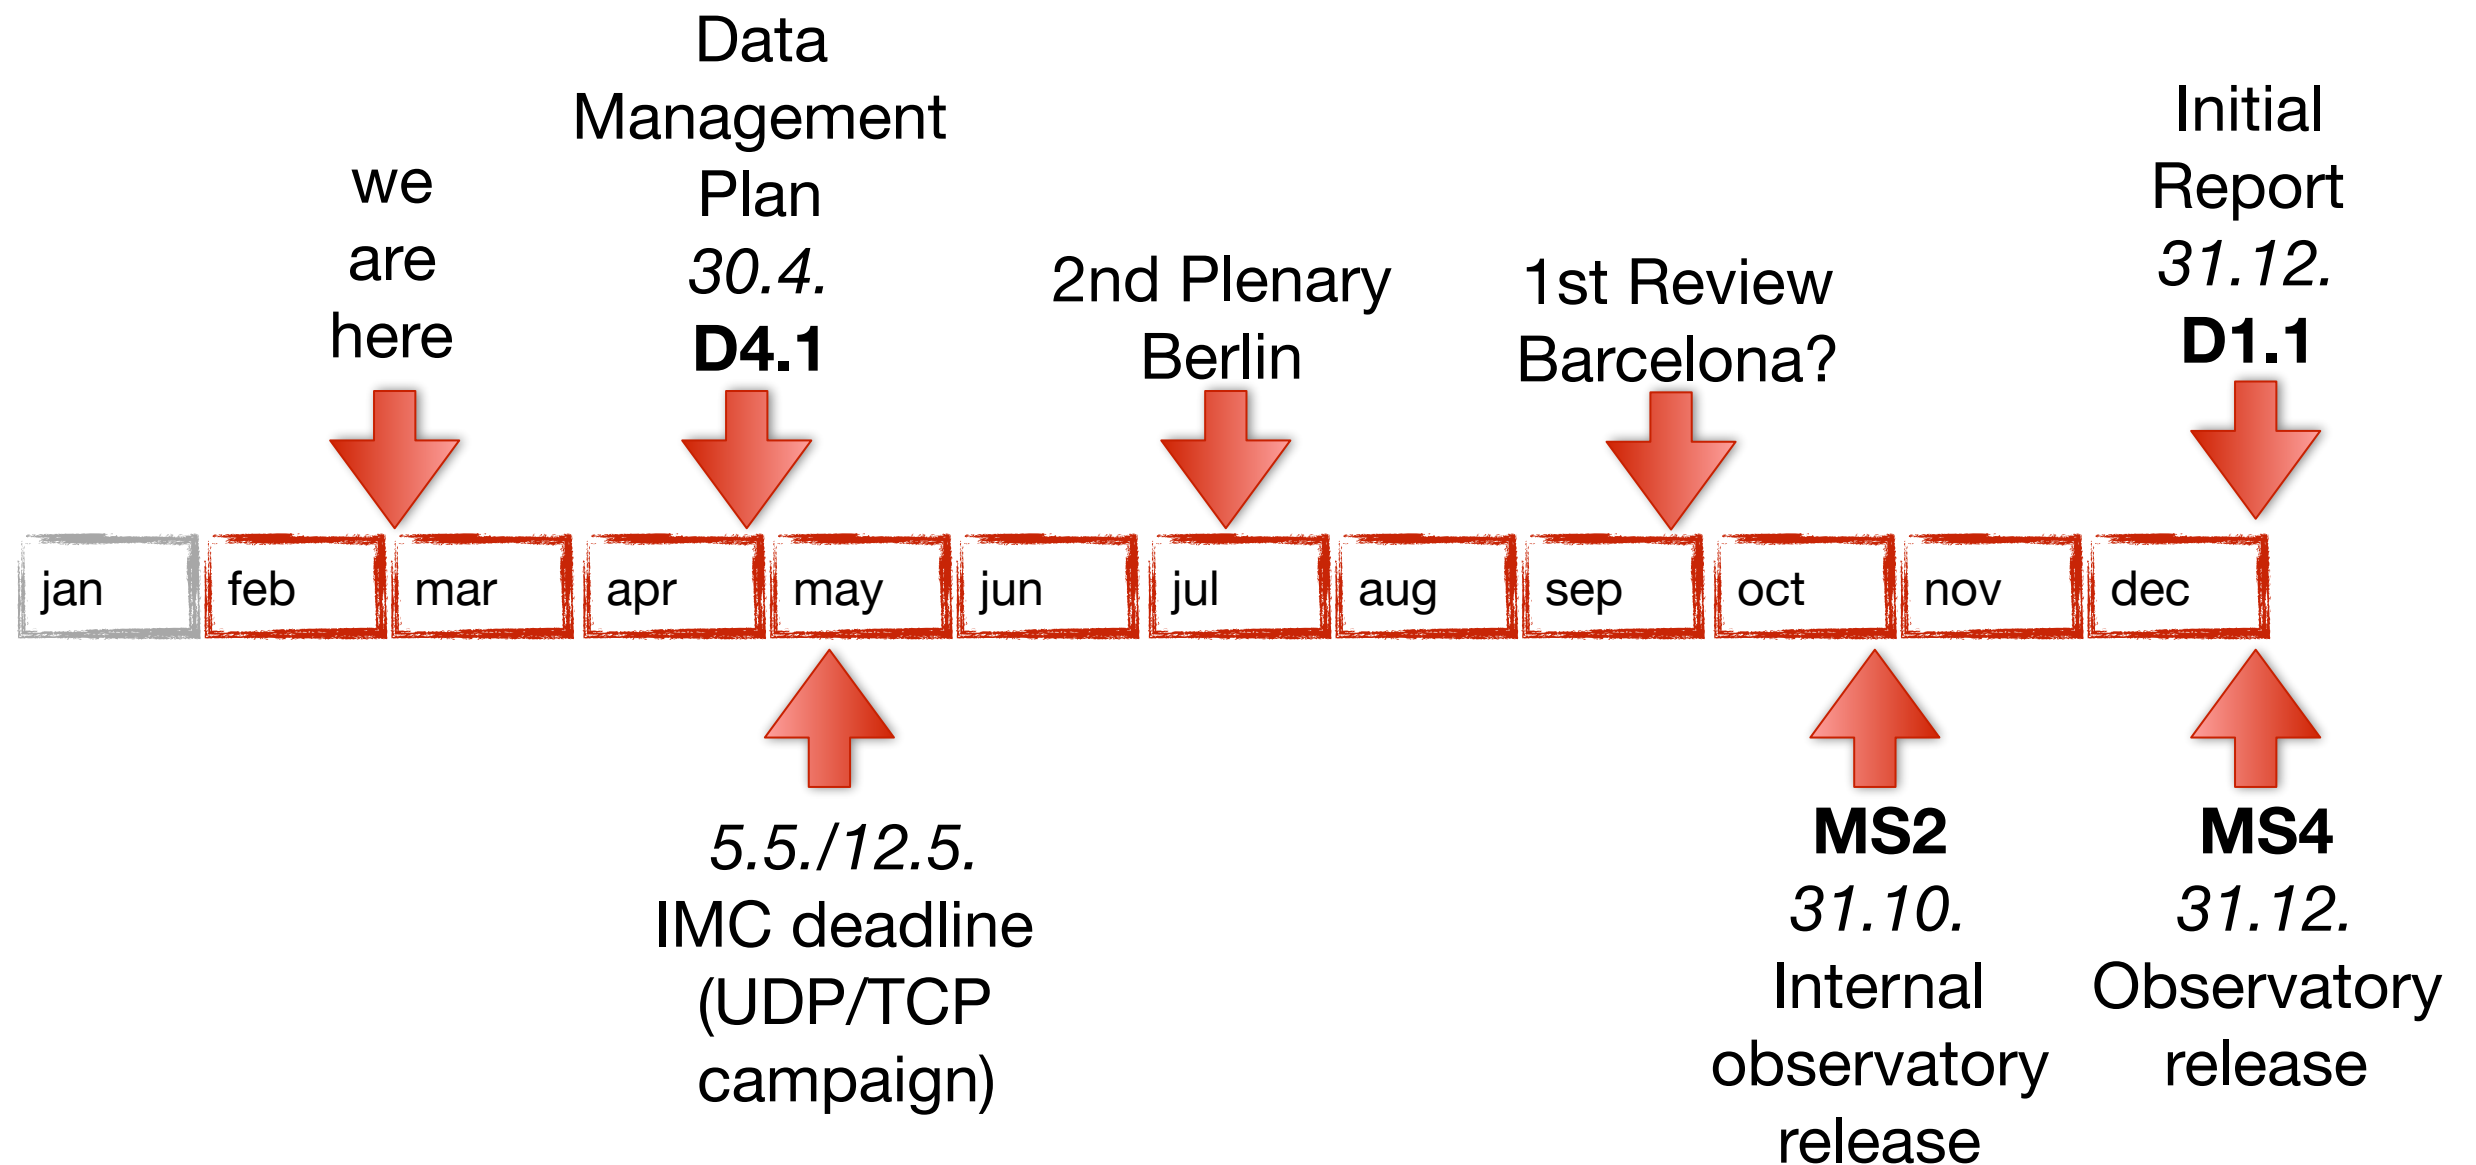 we
are
here
Data
Management
Plan
30.4.
D4.1
2nd Plenary
Berlin
1st Review
Barcelona?
Initial
Report
31.12.
D1.1
jan
feb
mar
apr
may
jun
jul
aug
sep
oct
nov
dec
5.5./12.5.
IMC deadline
(UDP/TCP
campaign)
MS2
31.10.
Internal
observatory
release
MS4
31.12.
Observatory
release